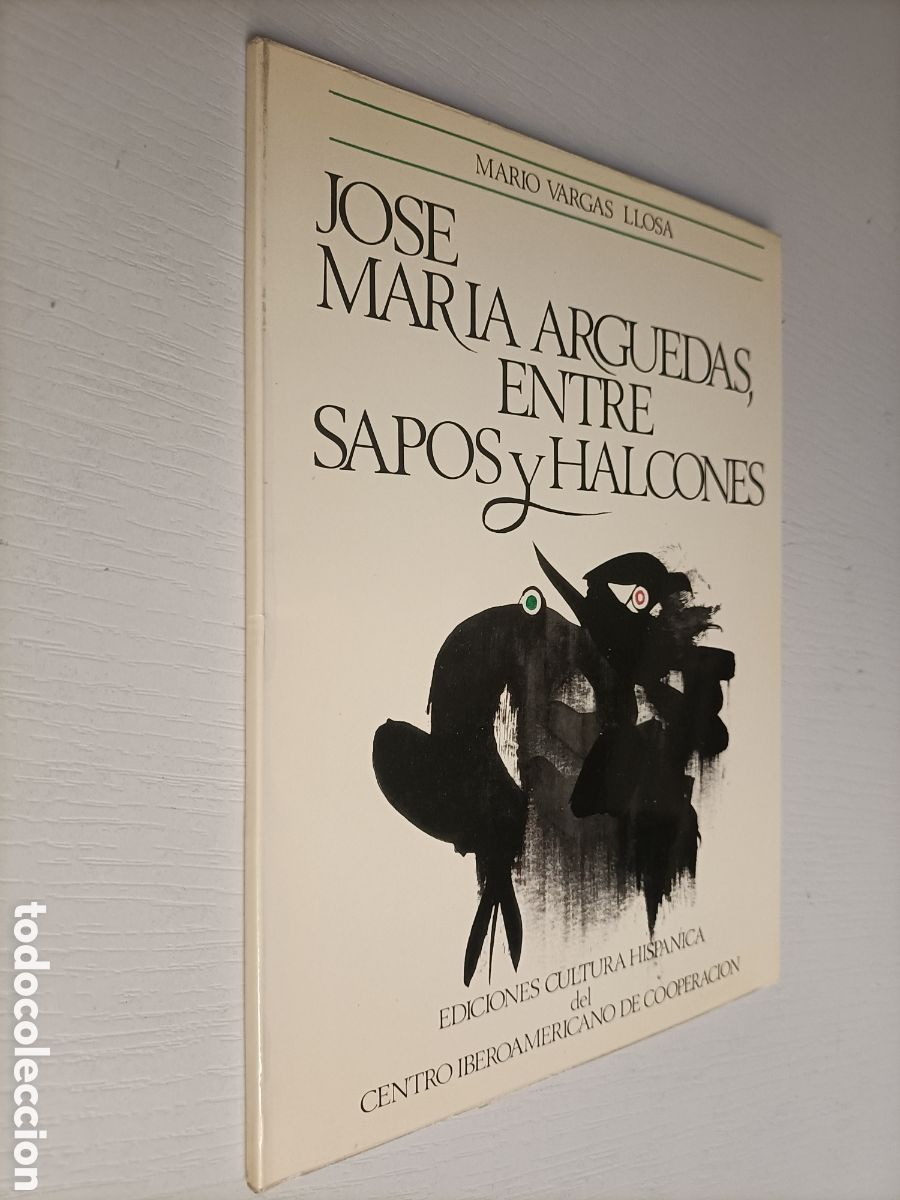 MARIO VARGAS LLOSA
JOSE
MARIA ARGUEDAS,
ENTRE
SAPOS y HALCONES
EDICIONES CULTURA HISPANICA
del
CENTRO IBEROAMERICANO DE COOPERACION
todocoleccion